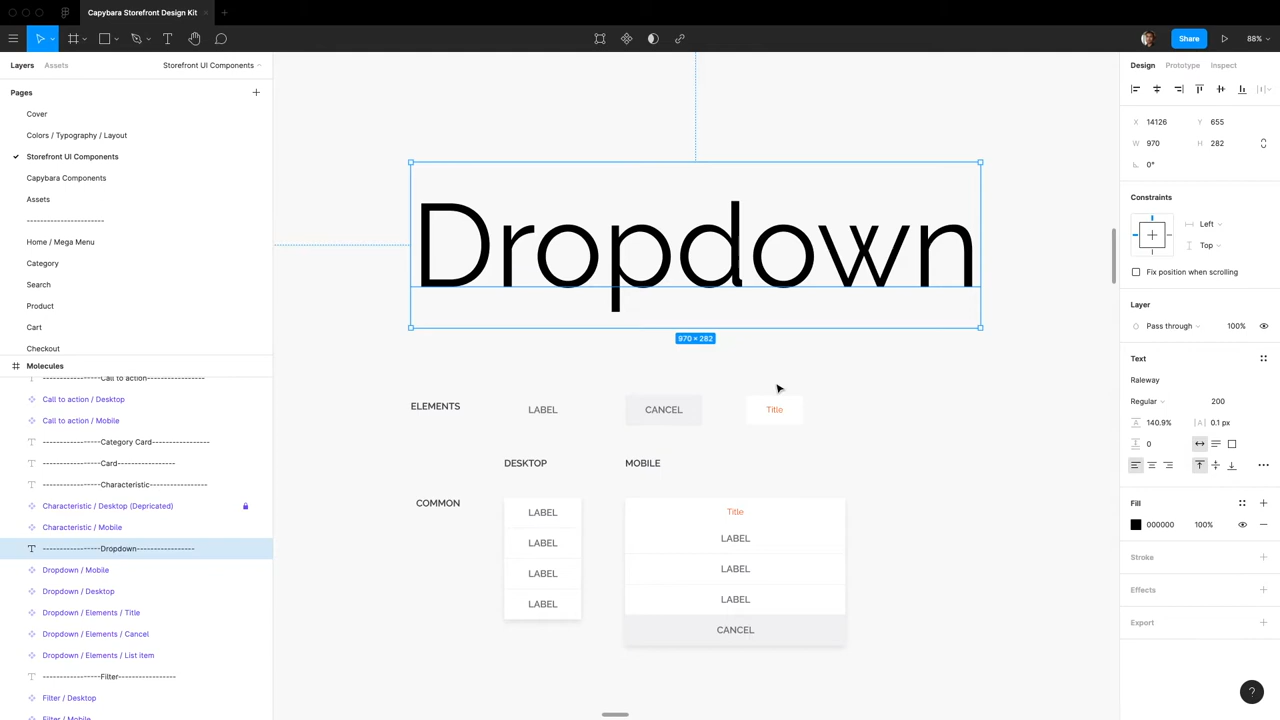 Capybara Storefront Design Kit
Share
88%
Layers
Assets
Storefront UI Components
Pages
Cover
Colors / Typography / Layout
Storefront UI Components
Capybara Components
Assets
-----------------------
Home / Mega Menu
Category
Search
Product
Cart
Checkout
Molecules
-----------------Call to action-----------------
Call to action / Desktop
Call to action / Mobile
-----------------Category Card-----------------
-----------------Card-----------------
-----------------Characteristic-----------------
Characteristic / Desktop (Depricated)
Characteristic / Mobile
-----------------Dropdown-----------------
Dropdown / Mobile
Dropdown / Desktop
Dropdown / Elements / Title
Dropdown / Elements / Cancel
Dropdown / Elements / List item
-----------------Filter-----------------
Filter / Desktop
Filter / Mobile
Dropdown
970 × 282
ELEMENTS
LABEL
CANCEL
Title
DESKTOP
MOBILE
COMMON
LABEL
LABEL
LABEL
LABEL
Title
LABEL
LABEL
LABEL
CANCEL
Design
Prototype
Inspect
X 14126
Y 655
W 970
H 282
0°
Constraints
Left
Top
Fix position when scrolling
Layer
Pass through
100%
Text
Raleway
Regular
200
140.9%
0.1 px
0
Fill
000000
100%
Stroke
Effects
Export
?